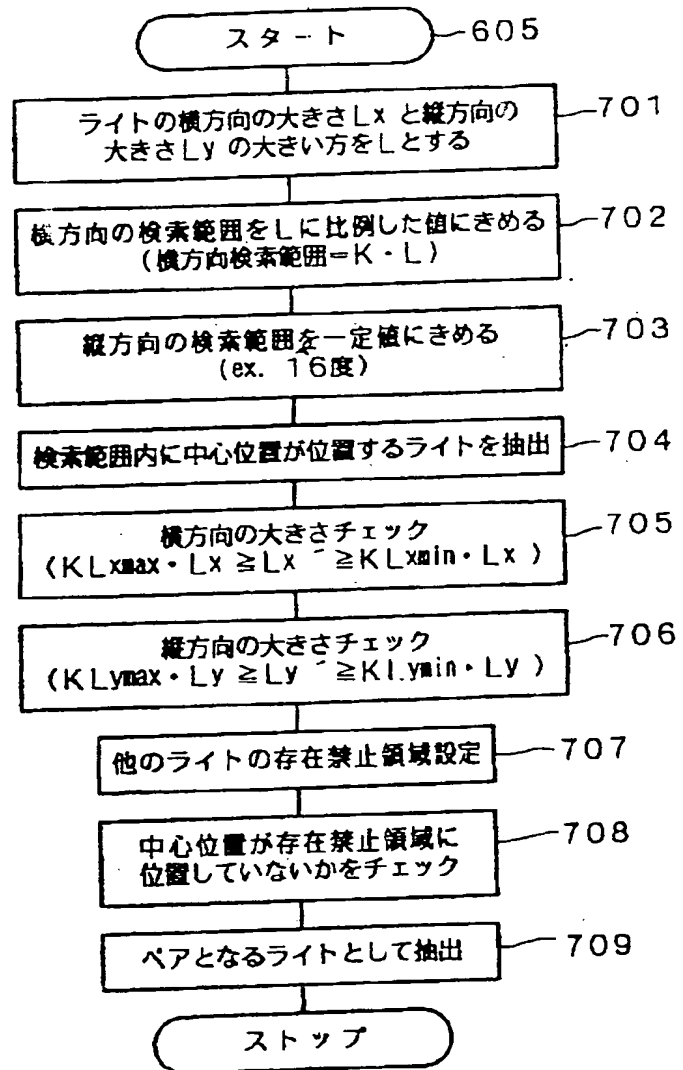 スタート 605
ライトの横方向の大きさLx と縦方向の 701
大きさLy の大きい方をLとする
横方向の検索範囲をLに比例した値にきめる 702
(横方向検索範囲=K・L)
縦方向の検索範囲を一定値にきめる 703
(ex. 16度)
検索範囲内に中心位置が位置するライトを抽出 704
横方向の大きさチェック 705
(KLxmax・Lx ≧Lx´≧KLxmin・Lx )
縦方向の大きさチェック 706
(KLymax・Ly ≧Ly´≧KLymin・Ly )
他のライトの存在禁止領域設定 707
中心位置が存在禁止領域に 708
位置していないかをチェック
ペアとなるライトとして抽出 709
ストップ